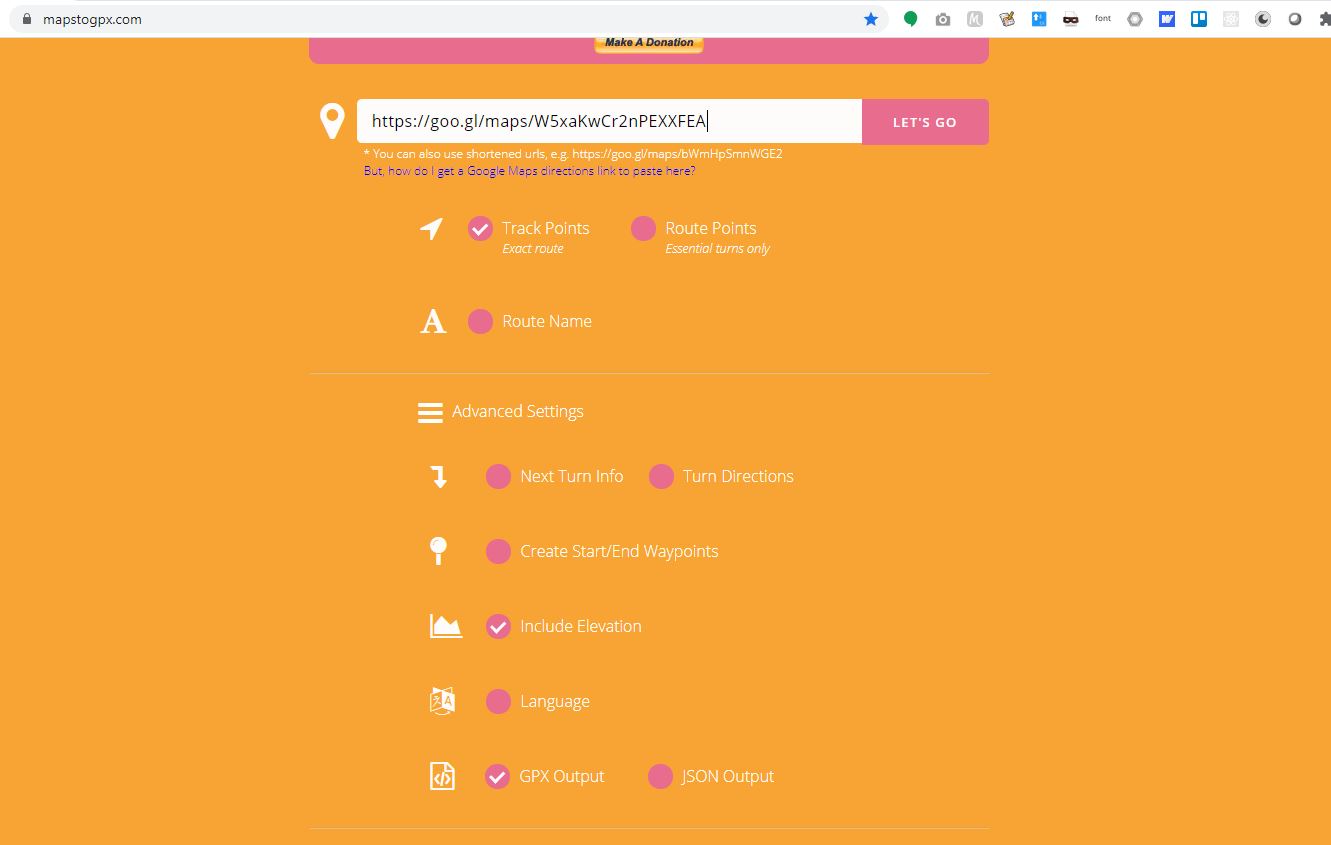 mapstogpx.com
font
Make A Donation
https://goo.gl/maps/W5xaKwCr2nPEXXFEA
LET'S GO
* You can also use shortened urls, e.g. https://goo.gl/maps/bWmHpSmnWGE2
But, how do I get a Google Maps directions link to paste here?
Track Points
Route Points
Exact route
Essential turns only
A
Route Name
Advanced Settings
Next Turn Info
Turn Directions
Create Start/End Waypoints
Include Elevation
Language
GPX Output
JSON Output